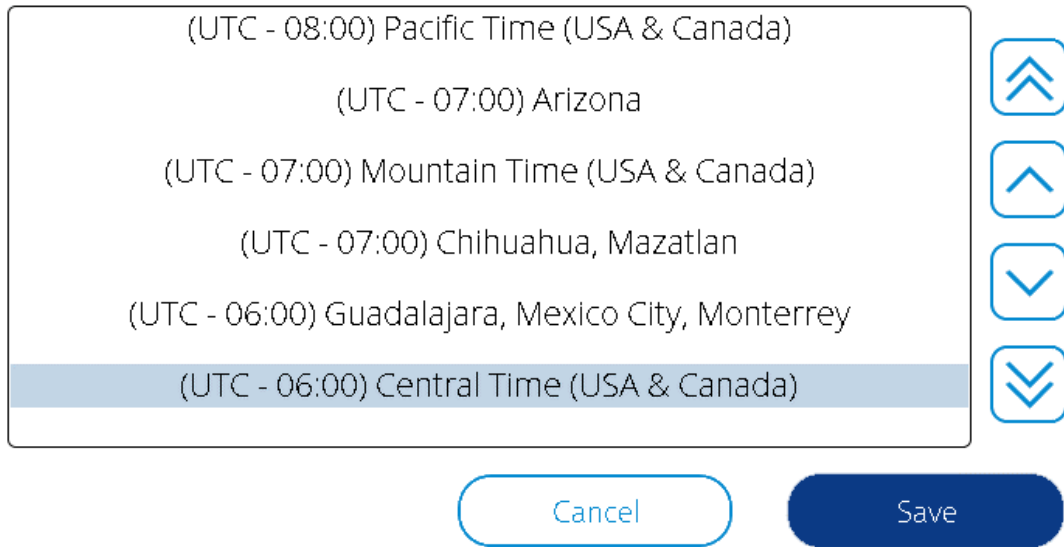 (UTC - 08:00) Pacific Time (USA & Canada)
(UTC - 07:00) Arizona
(UTC - 07:00) Mountain Time (USA & Canada)
(UTC - 07:00) Chihuahua, Mazatlan
(UTC - 06:00) Guadalajara, Mexico City, Monterrey
(UTC - 06:00) Central Time (USA & Canada)
Cancel
Save